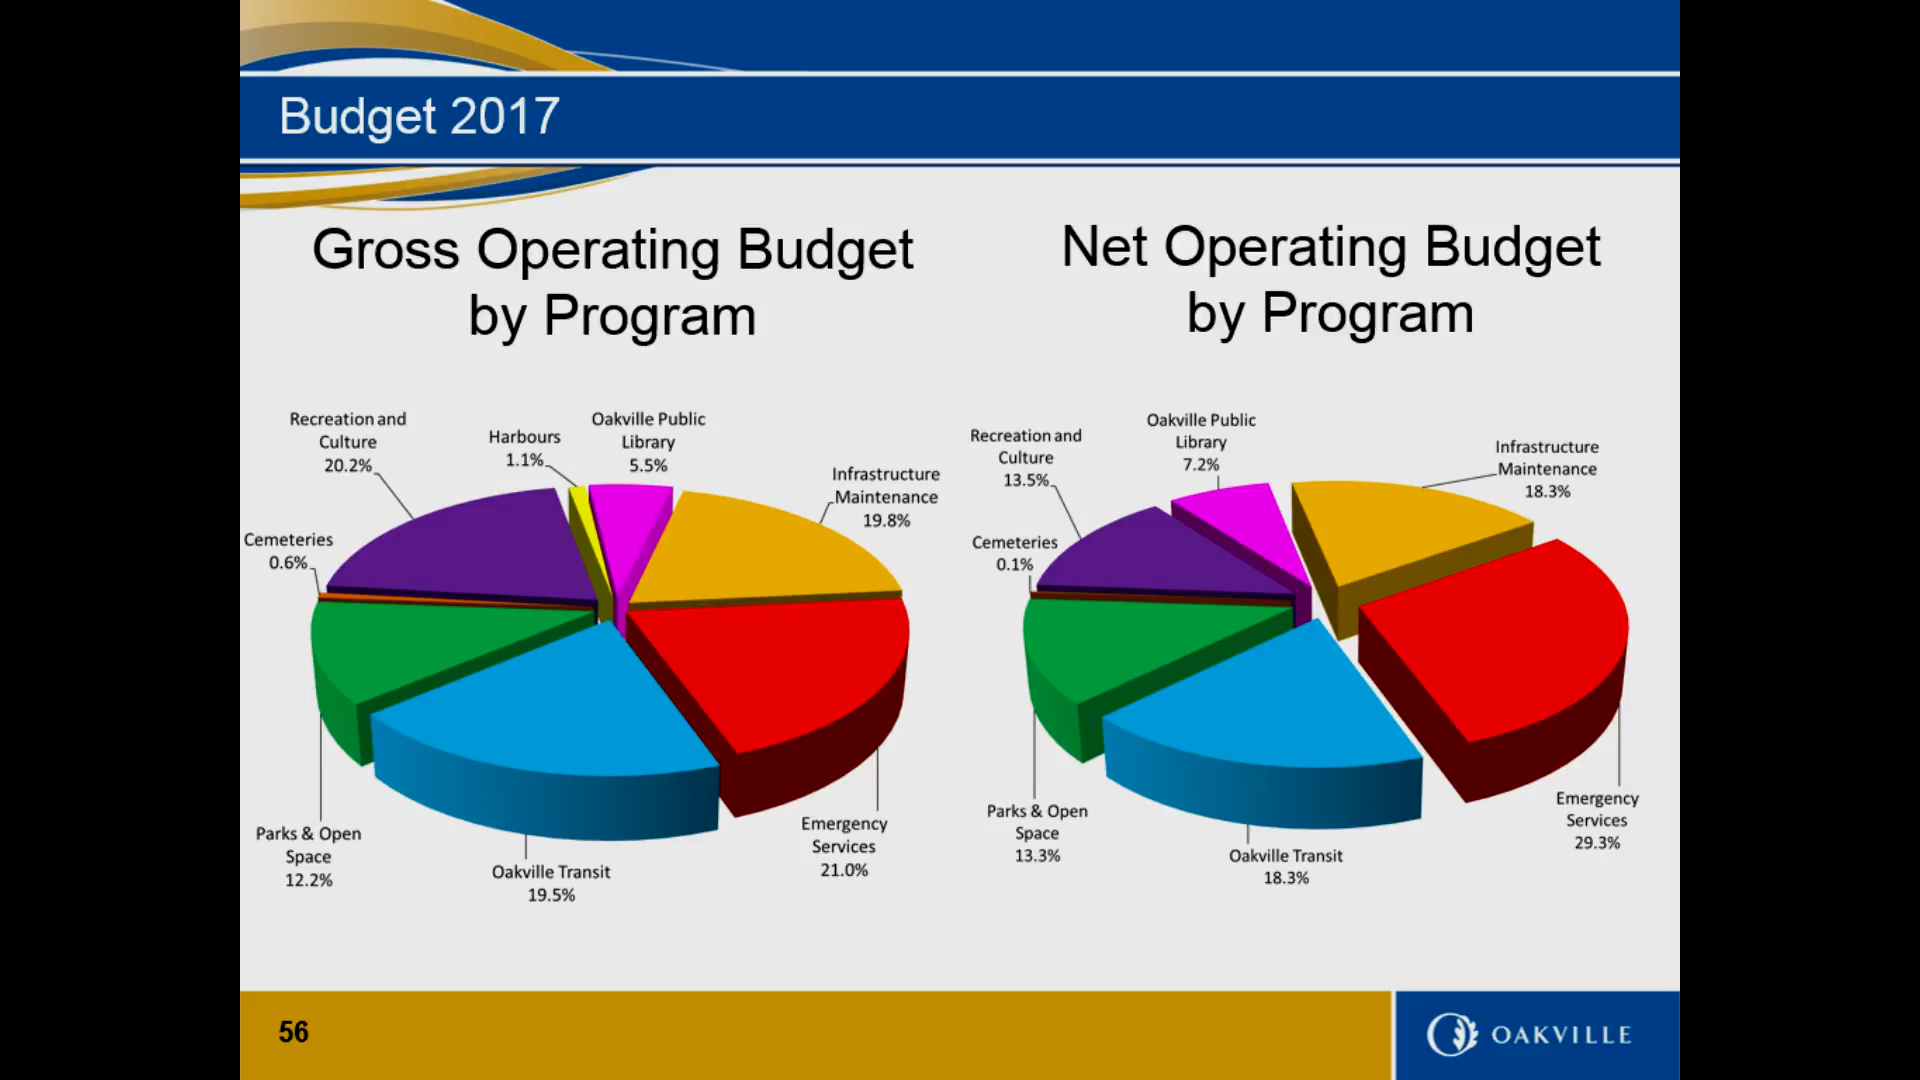 Budget 2017
Gross Operating Budget
by Program
Net Operating Budget
by Program
Recreation and
Culture
20.2%
Harbours
1.1%
Oakville Public
Library
5.5%
Infrastructure
Maintenance
19.8%
Cemeteries
0.6%
Parks & Open
Space
12.2%
Oakville Transit
19.5%
Emergency
Services
21.0%
Recreation and
Culture
13.5%
Oakville Public
Library
7.2%
Infrastructure
Maintenance
18.3%
Cemeteries
0.1%
Parks & Open
Space
13.3%
Oakville Transit
18.3%
Emergency
Services
29.3%
56
OAKVILLE